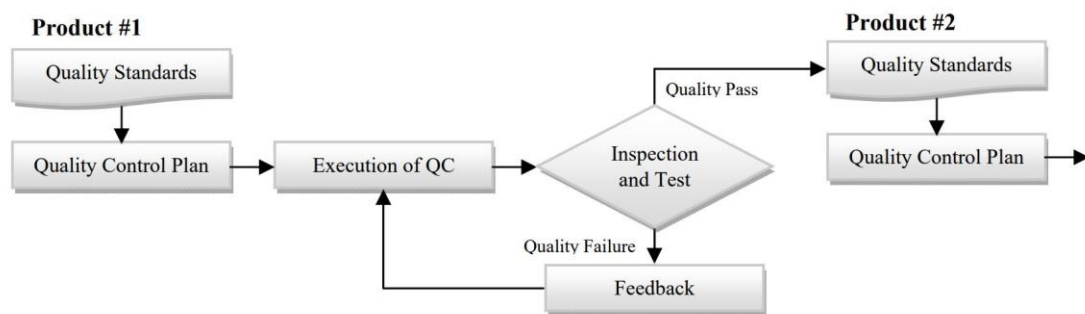 Product #1
Quality Standards
Quality Control Plan
Execution of QC
Inspection
and Test
Quality Pass
Quality Failure
Feedback
Product #2
Quality Standards
Quality Control Plan